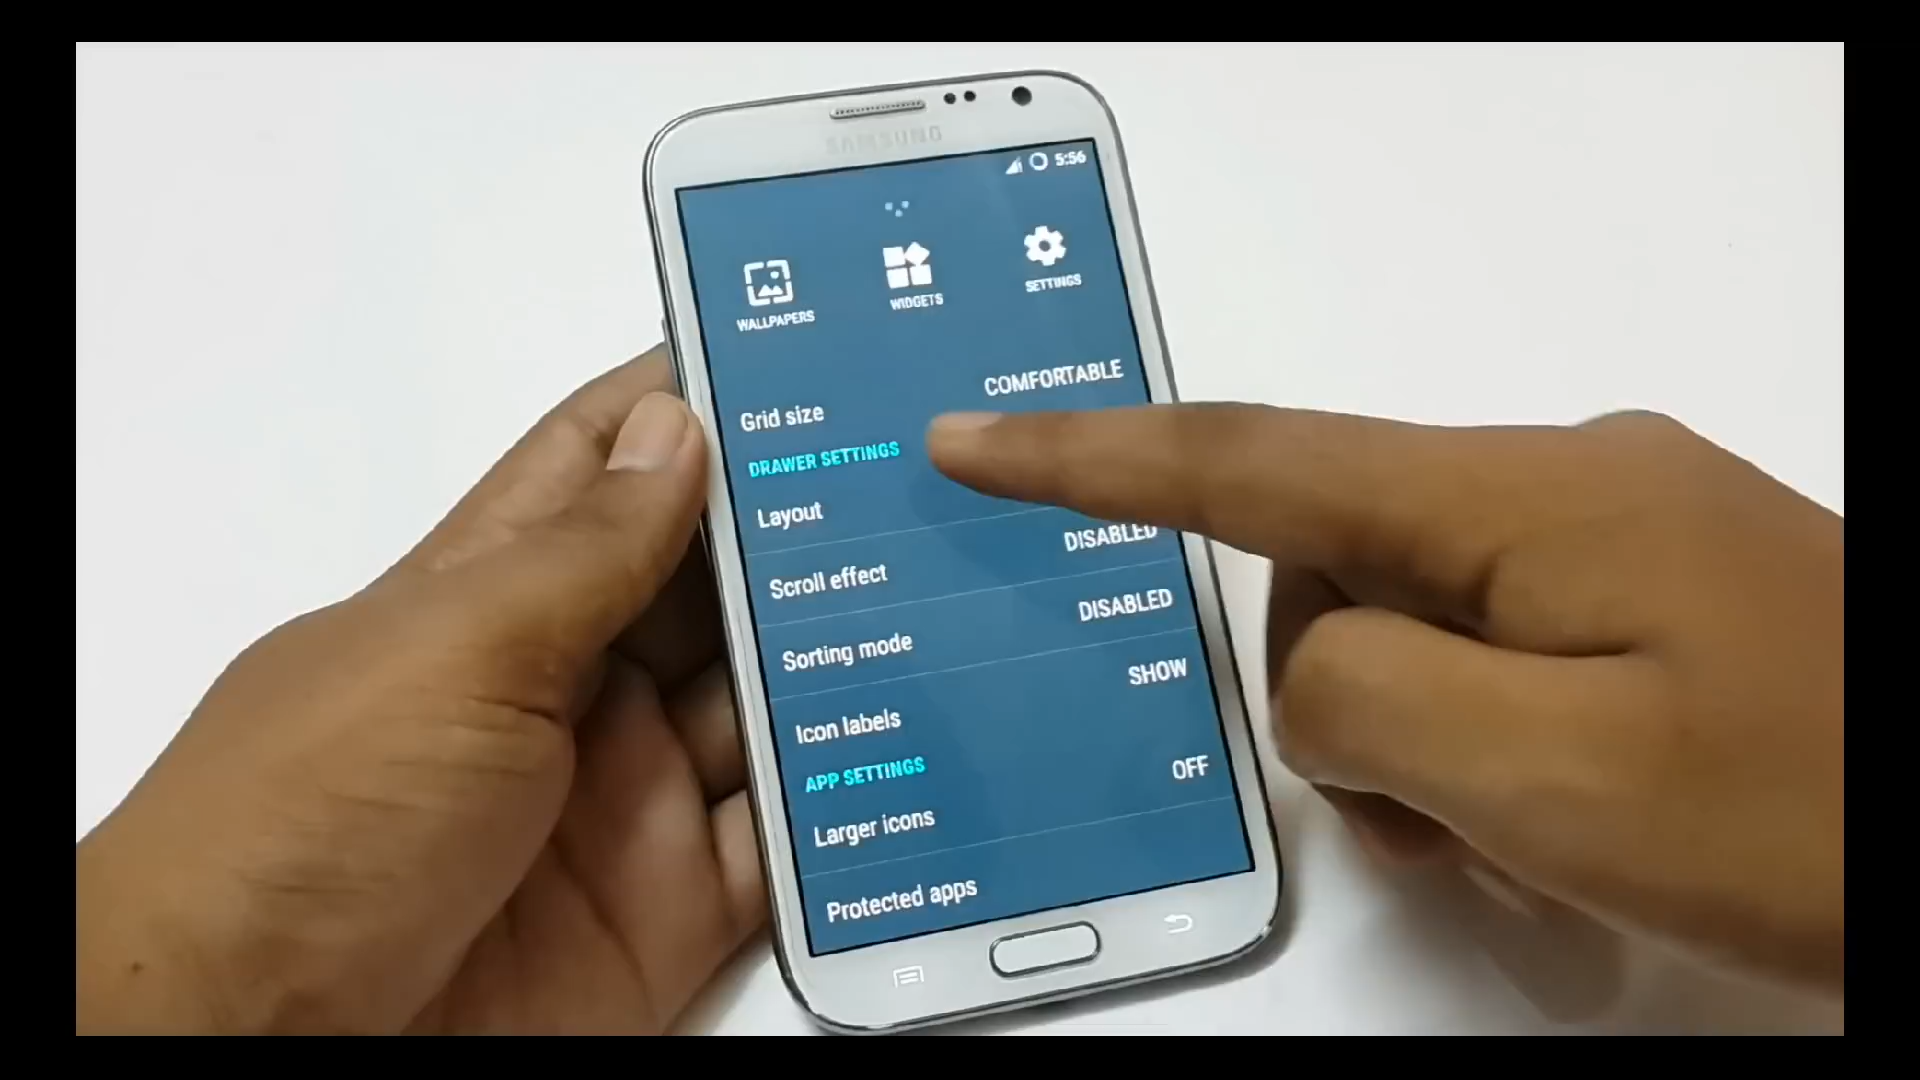 SAMSUNG
5:56
WALLPAPERS
WIDGETS
SETTINGS
Grid size COMFORTABLE
DRAWER SETTINGS
Layout
Scroll effect DISABLED
Sorting mode DISABLED
Icon labels SHOW
APP SETTINGS
Larger icons OFF
Protected apps